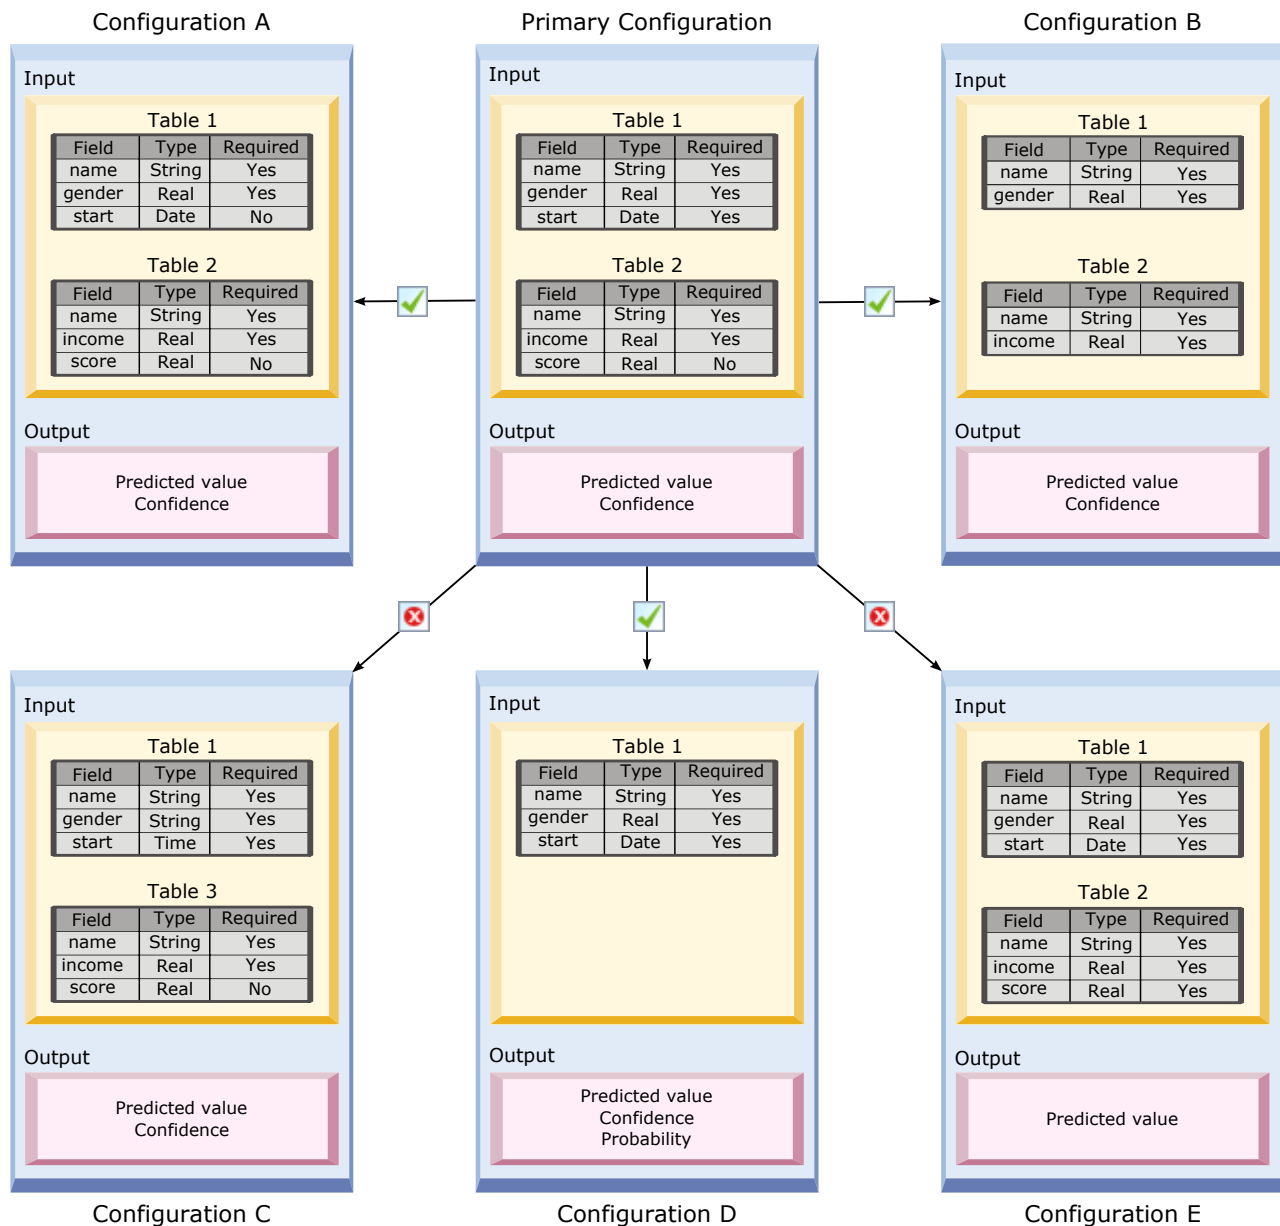 Configuration A
Input
Table 1
Field Type Required
name String Yes
gender Real Yes
start Date No
Table 2
Field Type Required
name String Yes
income Real Yes
score Real No
Output
Predicted value
Confidence
Primary Configuration
Input
Table 1
Field Type Required
name String Yes
gender Real Yes
start Date Yes
Table 2
Field Type Required
name String Yes
income Real Yes
score Real No
Output
Predicted value
Confidence
Configuration B
Input
Table 1
Field Type Required
name String Yes
gender Real Yes
Table 2
Field Type Required
name String Yes
income Real Yes
Output
Predicted value
Confidence
Input
Table 1
Field Type Required
name String Yes
gender String Yes
start Time Yes
Table 3
Field Type Required
name String Yes
income Real Yes
score Real No
Output
Predicted value
Confidence
Configuration C
Input
Table 1
Field Type Required
name String Yes
gender Real Yes
start Date Yes
Output
Predicted value
Confidence
Probability
Configuration D
Input
Table 1
Field Type Required
name String Yes
gender Real Yes
start Date Yes
Table 2
Field Type Required
name String Yes
income Real Yes
score Real Yes
Output
Predicted value
Configuration E